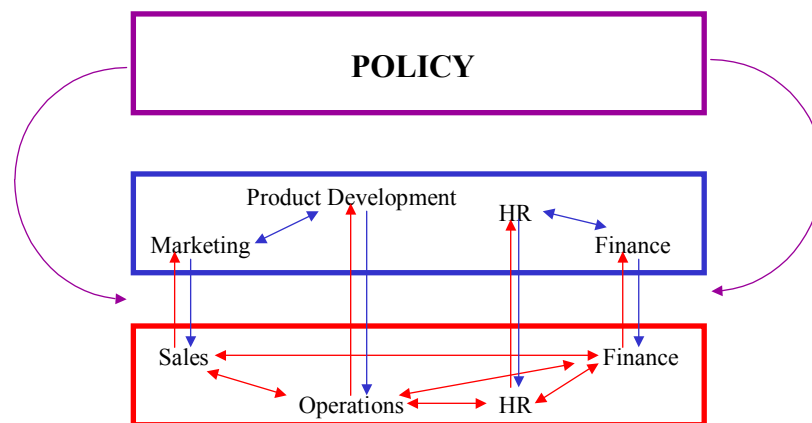 POLICY
Product Development
HR
Marketing
Finance
Sales
Finance
Operations
HR